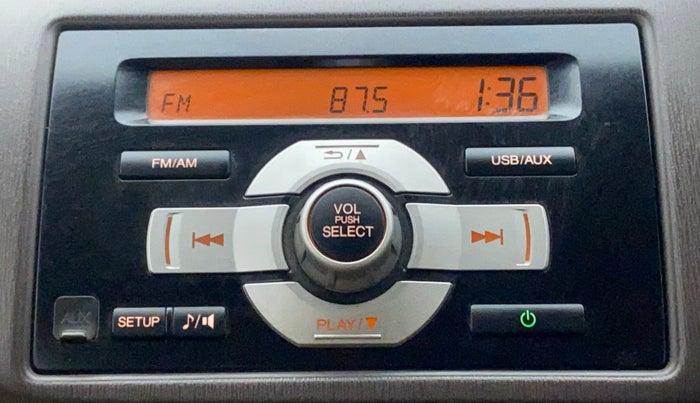 FM 87.5 1:36
FM/AM
USB/AUX
VOL
PUSH
SELECT
AUX
SETUP
PLAY/▼